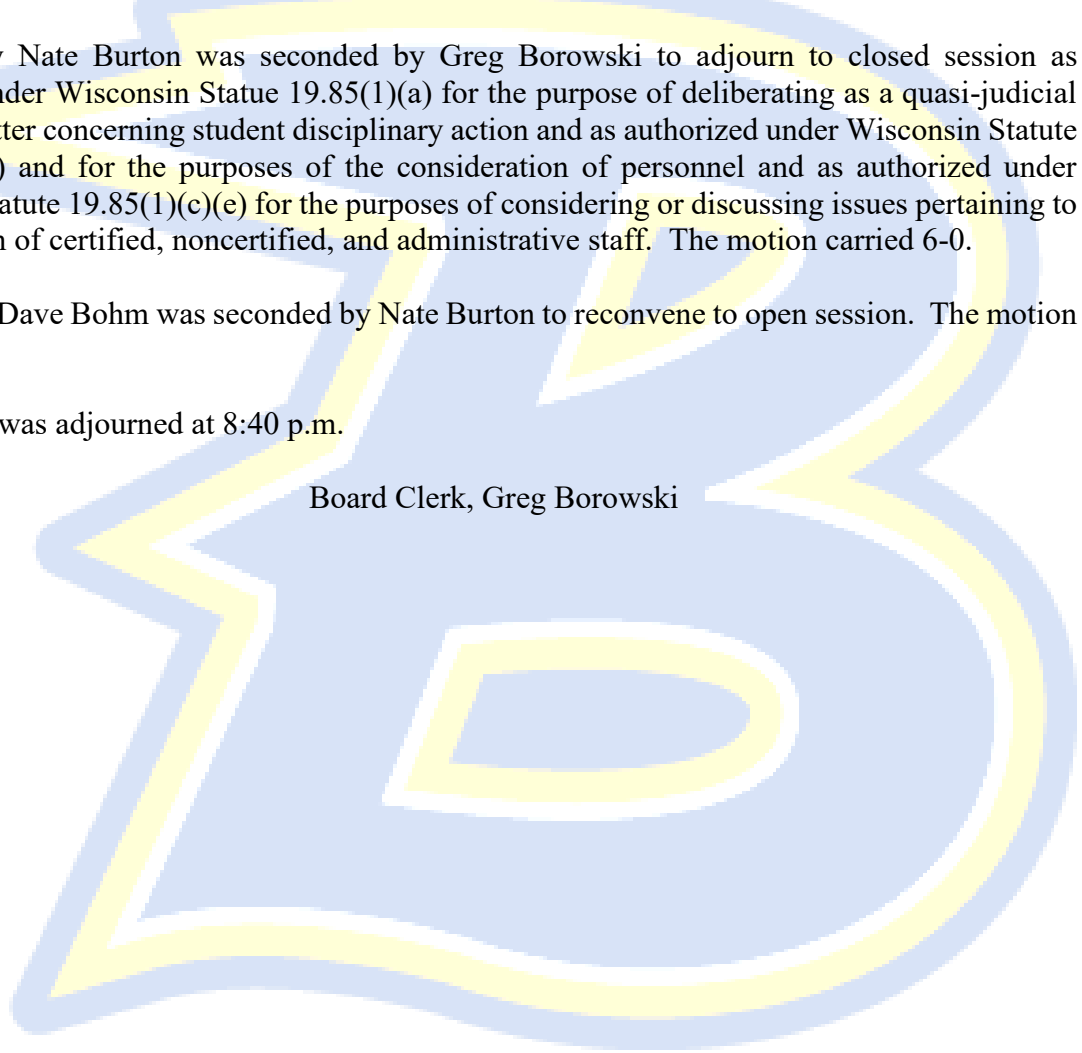 y Nate Burton was seconded by Greg Borowski to adjourn to closed session as
nder Wisconsin Statue 19.85(1)(a) for the purpose of deliberating as a quasi-judicial
tter concerning student disciplinary action and as authorized under Wisconsin Statute
) and for the purposes of the consideration of personnel and as authorized under
atute 19.85(1)(c)(e) for the purposes of considering or discussing issues pertaining to
n of certified, noncertified, and administrative staff. The motion carried 6-0.
Dave Bohm was seconded by Nate Burton to reconvene to open session. The motion
was adjourned at 8:40 p.m.
Board Clerk, Greg Borowski